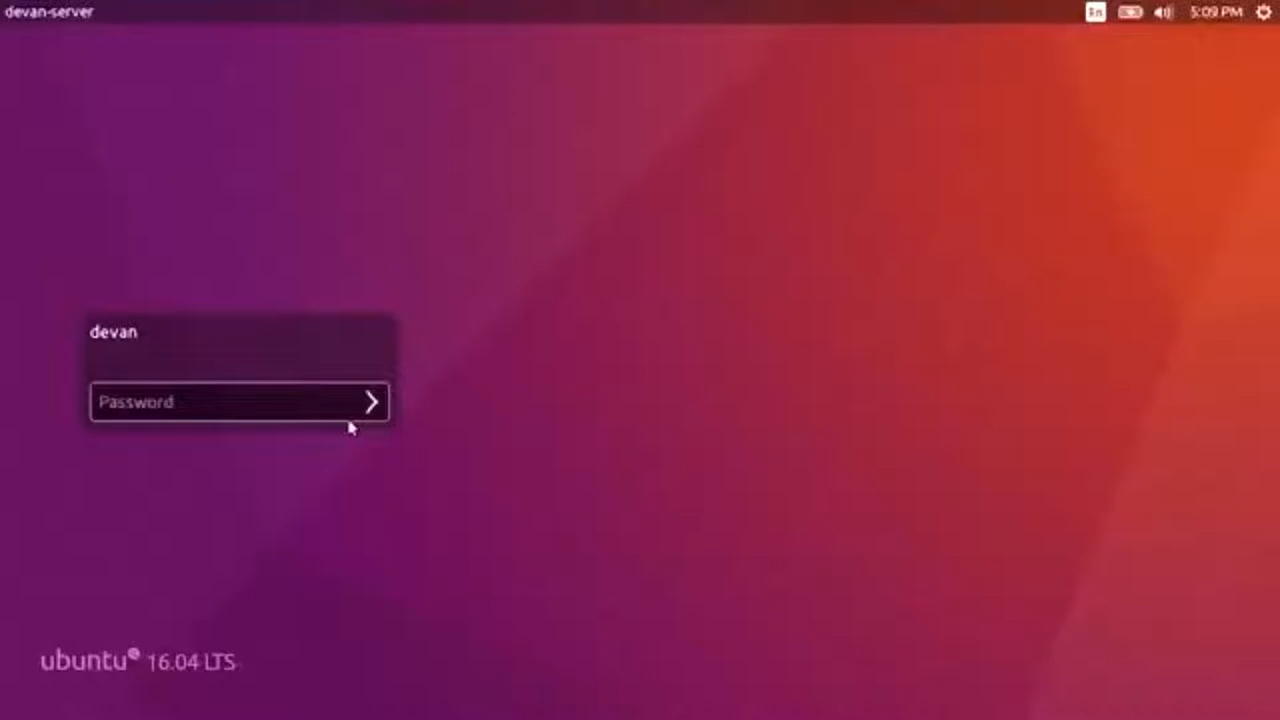 devan-server
En
5:09 PM
devan
Password
ubuntu 16.04 LTS